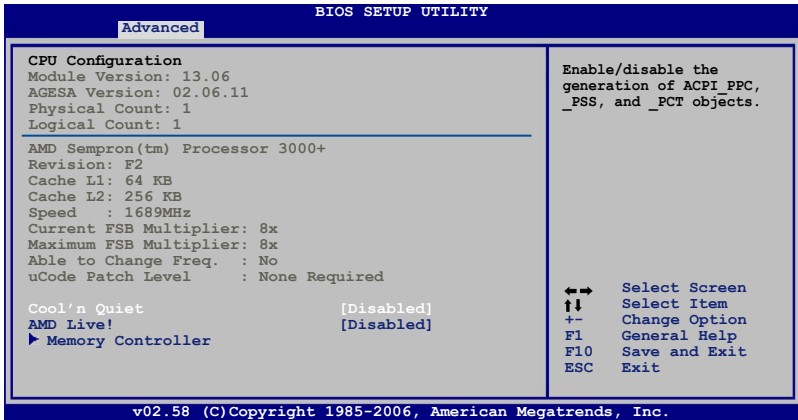 BIOS SETUP UTILITY
Advanced
CPU Configuration
Module Version: 13.06
AGESA Version: 02.06.11
Physical Count: 1
Logical Count: 1
AMD Sempron(tm) Processor 3000+
Revision: F2
Cache L1: 64 KB
Cache L2: 256 KB
Speed   : 1689MHz
Current FSB Multiplier: 8x
Maximum FSB Multiplier: 8x
Able to Change Freq.  : No
uCode Patch Level     : None Required
Cool'n Quiet [Disabled]
AMD Live! [Disabled]
Memory Controller
Enable/disable the
generation of ACPI_PPC,
_PSS, and _PCT objects.
Select Screen
Select Item
+- Change Option
F1 General Help
F10 Save and Exit
ESC Exit
v02.58 (C)Copyright 1985-2006, American Megatrends, Inc.